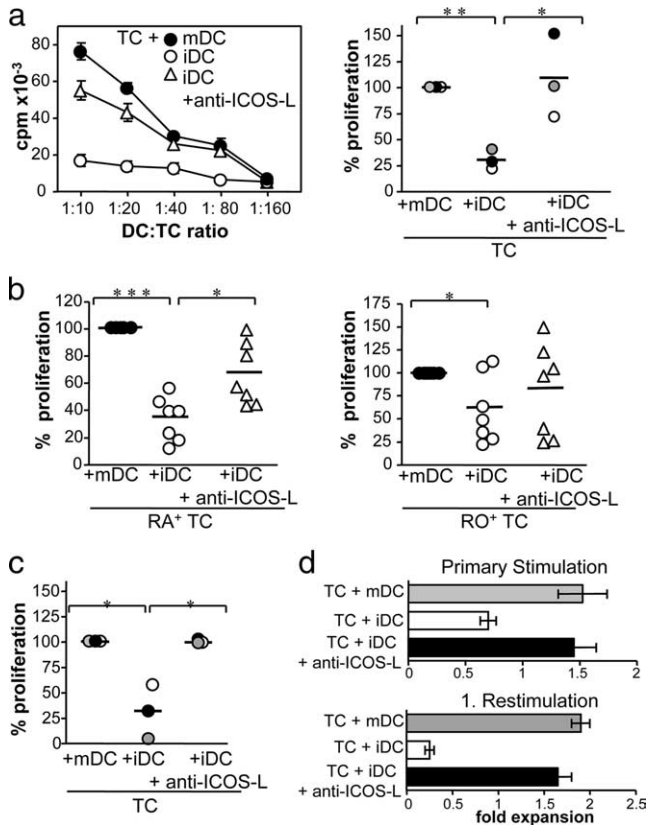 a
TC + ● mDC
○ iDC
△ iDC
+anti-ICOS-L
cpm x10⁻³
80
60
40
20
0
1:10 1:20 1:40 1:80 1:160
DC:TC ratio
** *
% proliferation
150
125
100
75
50
25
0
+mDC +iDC +iDC
+ anti-ICOS-L
TC
b
*** *
% proliferation
120
100
80
60
40
20
0
+mDC +iDC +iDC
+ anti-ICOS-L
RA⁺ TC
*
% proliferation
175
150
125
100
75
50
25
0
+mDC +iDC +iDC
+ anti-ICOS-L
RO⁺ TC
c
* *
% proliferation
150
125
100
75
50
25
0
+mDC +iDC +iDC
+ anti-ICOS-L
TC
d
Primary Stimulation
TC + mDC
TC + iDC
TC + iDC
+ anti-ICOS-L
0 0.5 1 1.5 2
1. Restimulation
TC + mDC
TC + iDC
TC + iDC
+ anti-ICOS-L
0 0.5 1 1.5 2 2.5
fold expansion